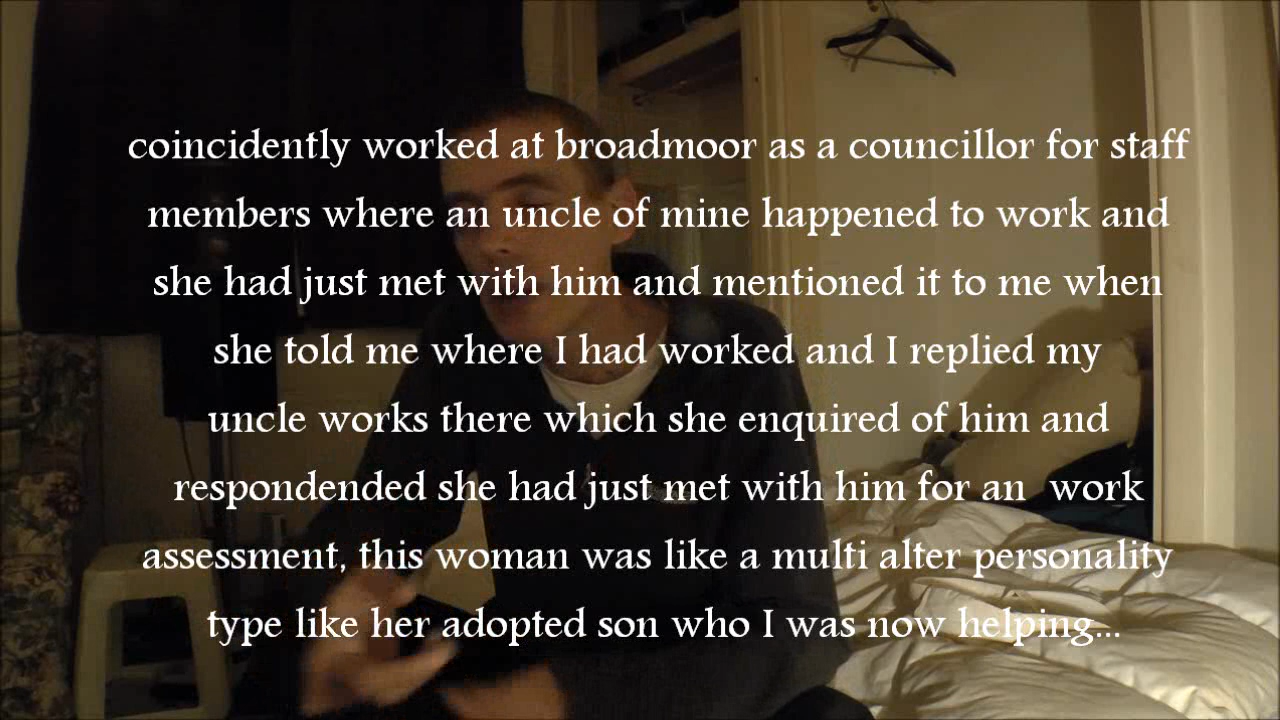 coincidently worked at broadmoor as a councillor for staff
members where an uncle of mine happened to work and
she had just met with him and mentioned it to me when
she told me where I had worked and I replied my
uncle works there which she enquired of him and
respondended she had just met with him for an  work
assessment, this woman was like a multi alter personality
type like her adopted son who I was now helping...